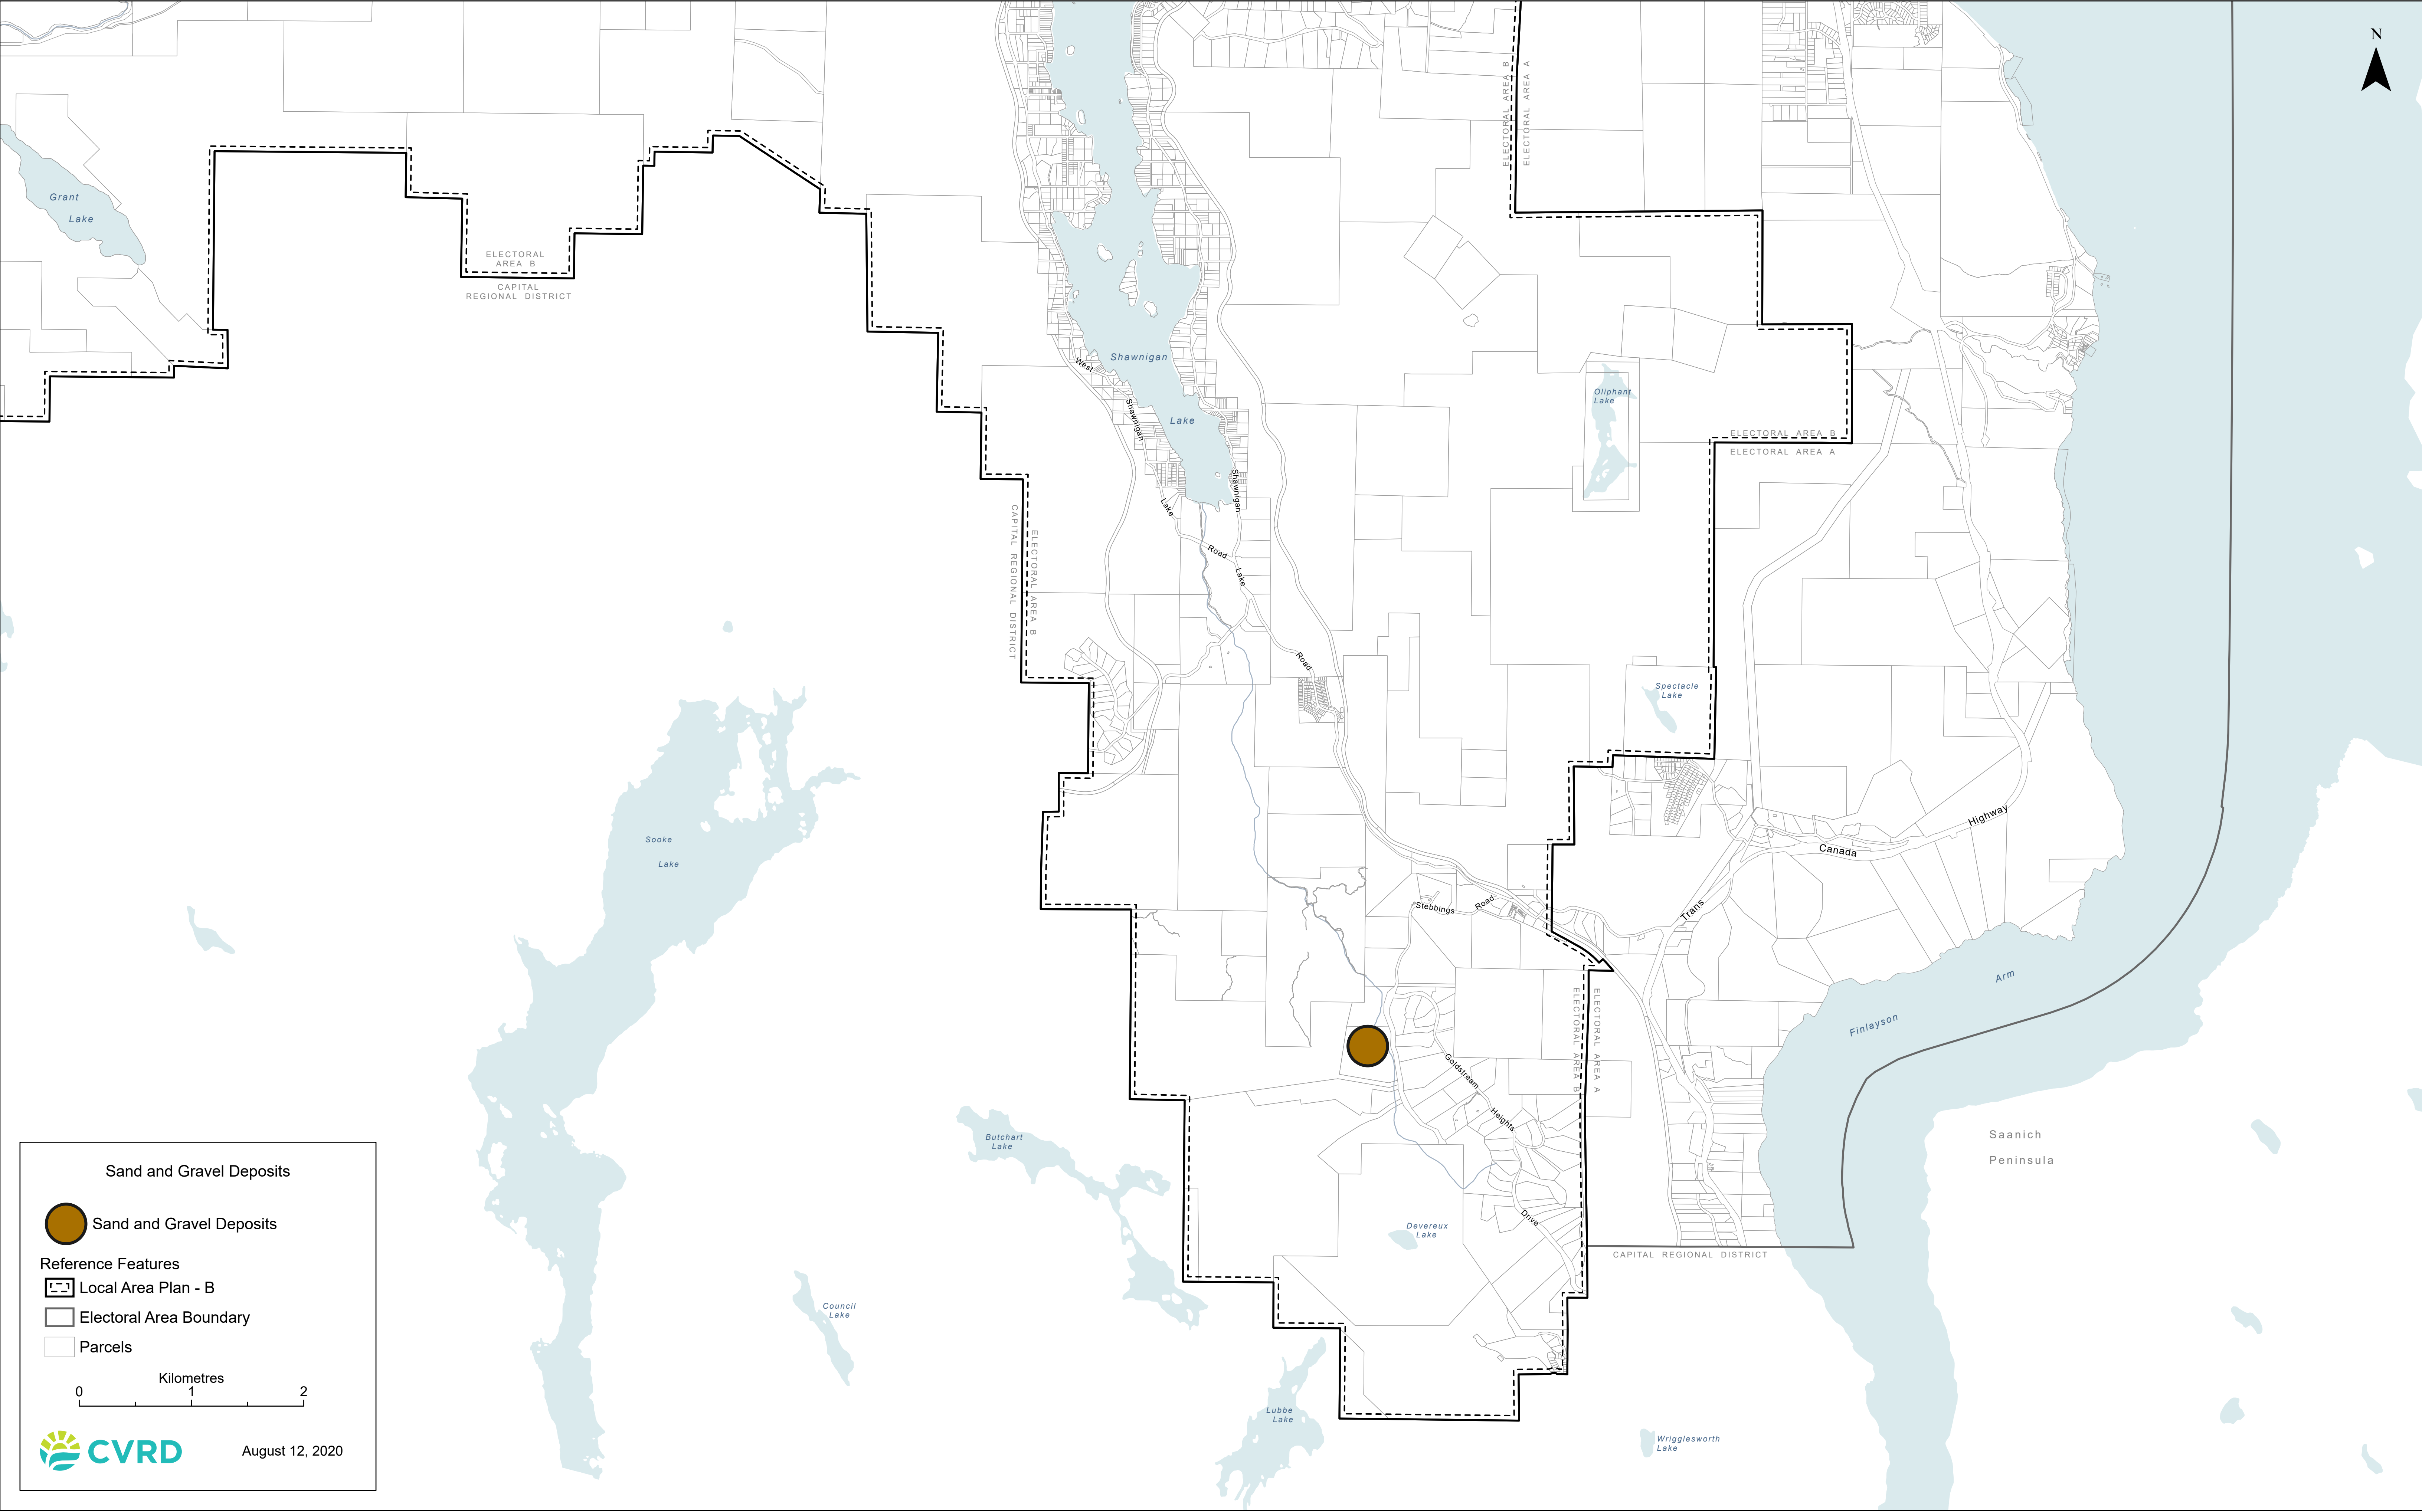 N
ELECTORAL AREA B
ELECTORAL AREA A
Grant
Lake
ELECTORAL
AREA B
CAPITAL
REGIONAL DISTRICT
Shawnigan
Lake
West
Shawnigan
Lake
Road
Shawnigan
Lake
Road
Oliphant
Lake
ELECTORAL AREA B
ELECTORAL AREA A
CAPITAL REGIONAL DISTRICT
ELECTORAL AREA B
Spectacle
Lake
Sooke
Lake
Highway
Canada
Trans
Stebbings
Road
Arm
Finlayson
ELECTORAL AREA B
ELECTORAL AREA A
Goldstream
Heights
Drive
Butchart
Lake
Saanich
Peninsula
Devereux
Lake
CAPITAL REGIONAL DISTRICT
Council
Lake
Lubbe
Lake
Wrigglesworth
Lake
Sand and Gravel Deposits
Sand and Gravel Deposits
Reference Features
Local Area Plan - B
Electoral Area Boundary
Parcels
Kilometres
0 1 2
CVRD
August 12, 2020